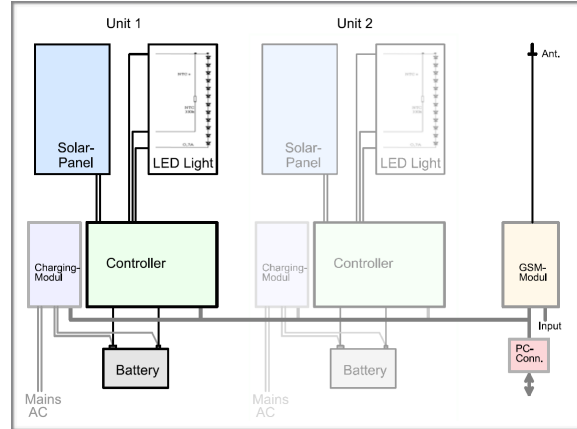 Unit 1
Unit 2
Ant.
Solar-
Panel
LED Light
Solar-
Panel
LED Light
Charging-
Modul
Controller
Charging-
Modul
Controller
GSM-
Modul
Input
Battery
Battery
PC-
Conn.
Mains
AC
Mains
AC